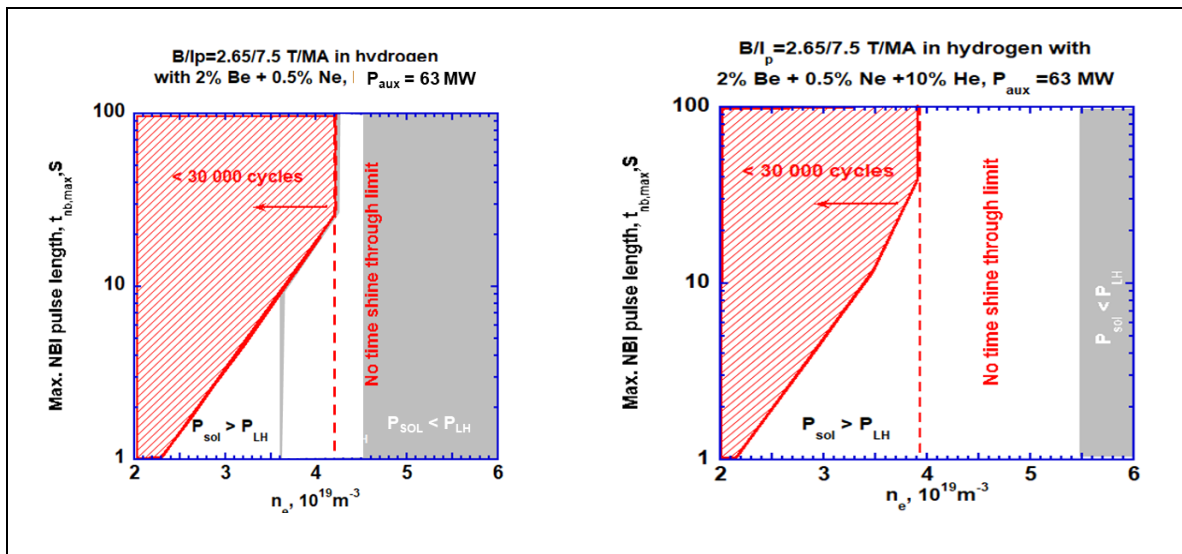 B/Ip=2.65/7.5 T/MA in hydrogen
with 2% Be + 0.5% Ne, P_aux = 63 MW
Max. NBI pulse length, t_nb,max,S
100
10
1
< 30 000 cycles
No time shine through limit
P_sol > P_LH
P_SOL < P_LH
2 3 4 5 6
n_e, 10^19m^-3
B/I_p=2.65/7.5 T/MA in hydrogen with
2% Be + 0.5% Ne +10% He, P_aux =63 MW
Max. NBI pulse length, t_nb,max,S
100
10
1
< 30 000 cycles
No time shine through limit
P_sol > P_LH
P_sol < P_LH
2 3 4 5 6
n_e, 10^19m^-3